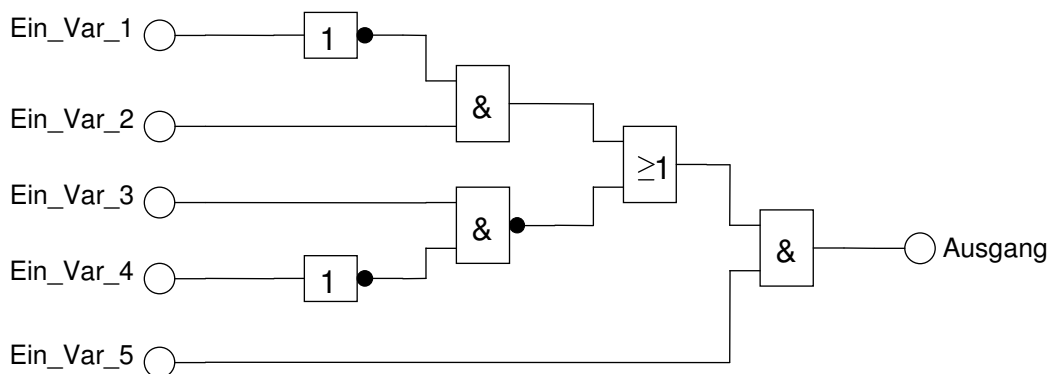 Ein_Var_1
1
&
Ein_Var_2
≥1
Ein_Var_3
&
&
Ausgang
Ein_Var_4
1
Ein_Var_5